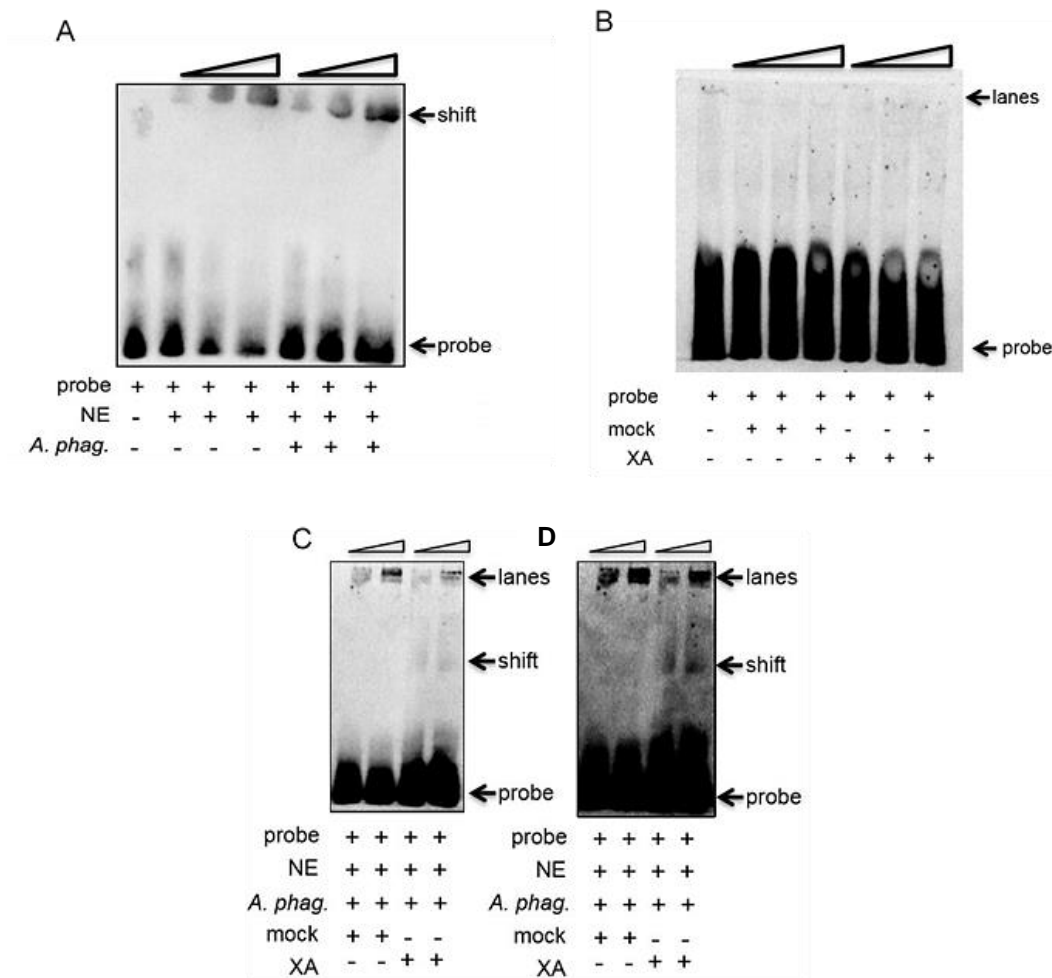 A
shift
probe
probe + + + + + + +
NE - + + + + + +
A. phag. - - - - + + +
B
lanes
probe
probe + + + + + + +
mock - + + + - - -
XA - - - - + + +
C
lanes
shift
probe
probe + + + +
NE + + + +
A. phag. + + + +
mock + + - -
XA - - + +
D
lanes
shift
probe
probe + + + +
NE + + + +
A. phag. + + + +
mock + + - -
XA - - + +